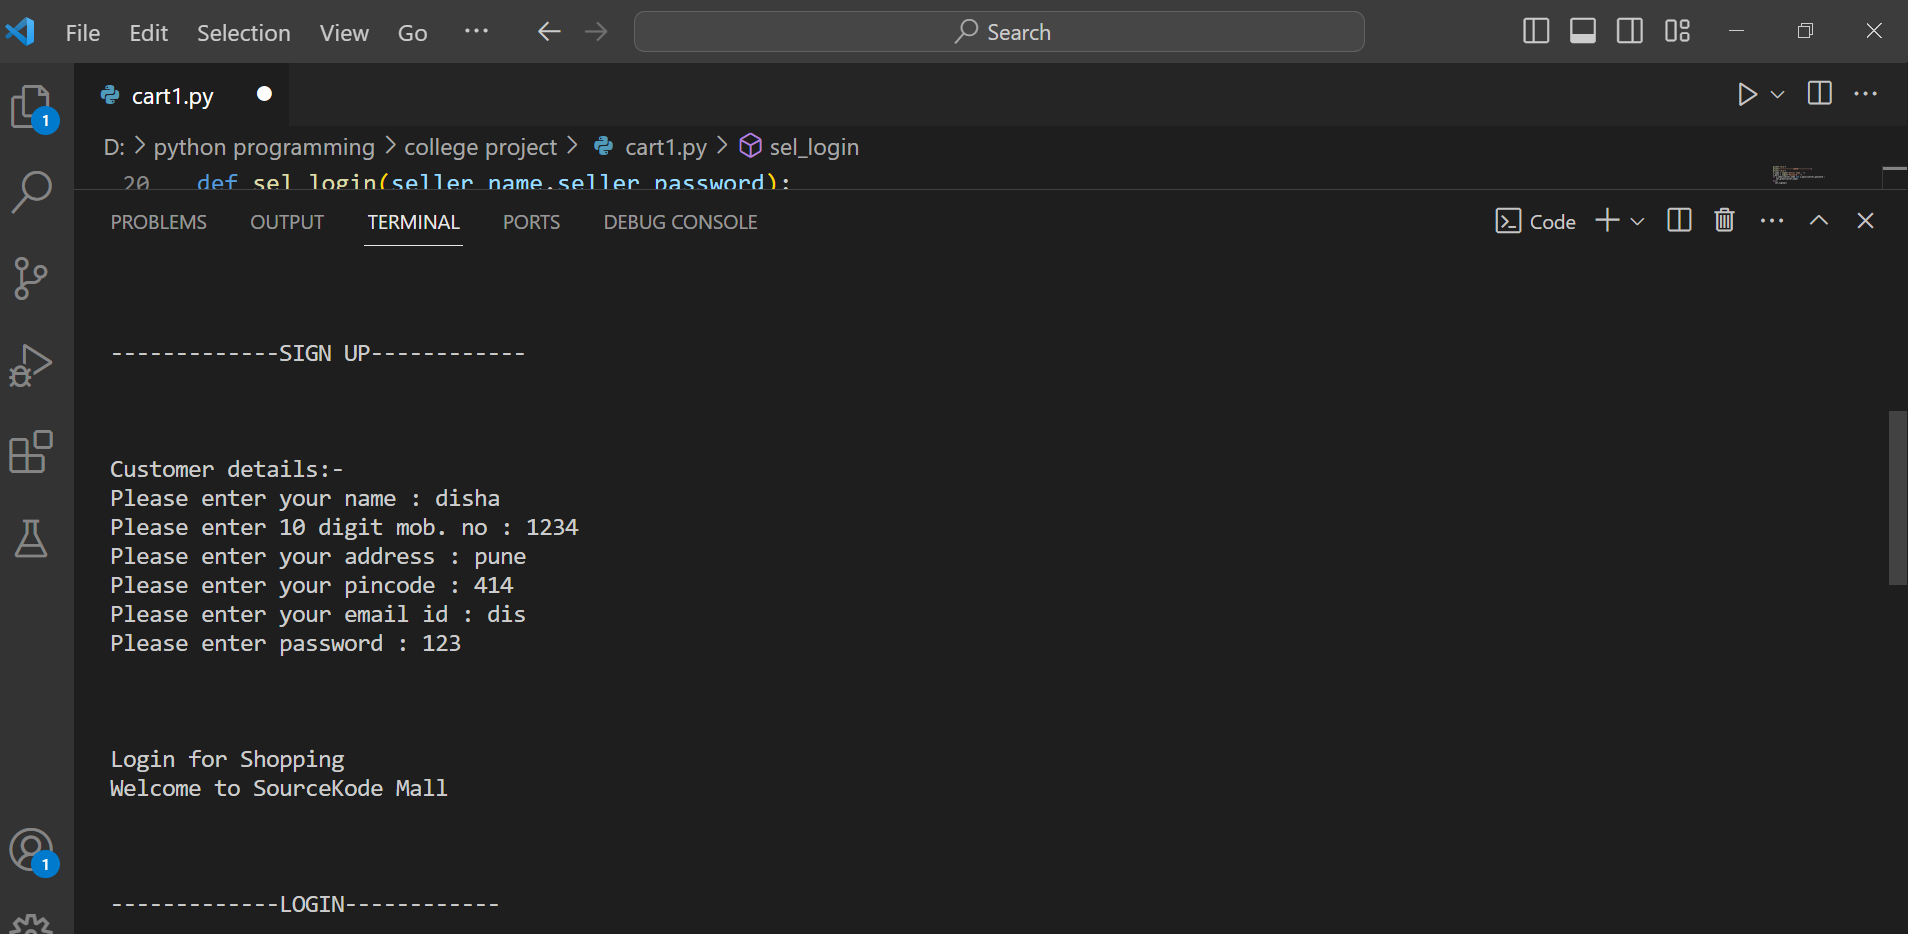 File Edit Selection View Go ··· Search
1
cart1.py
D: > python programming > college project > cart1.py > sel_login
20 def sel_login(seller_name,seller_password):
PROBLEMS OUTPUT TERMINAL PORTS DEBUG CONSOLE Code
-------------SIGN UP------------
Customer details:-
Please enter your name : disha
Please enter 10 digit mob. no : 1234
Please enter your address : pune
Please enter your pincode : 414
Please enter your email id : dis
Please enter password : 123
Login for Shopping
Welcome to SourceKode Mall
1
-------------LOGIN------------